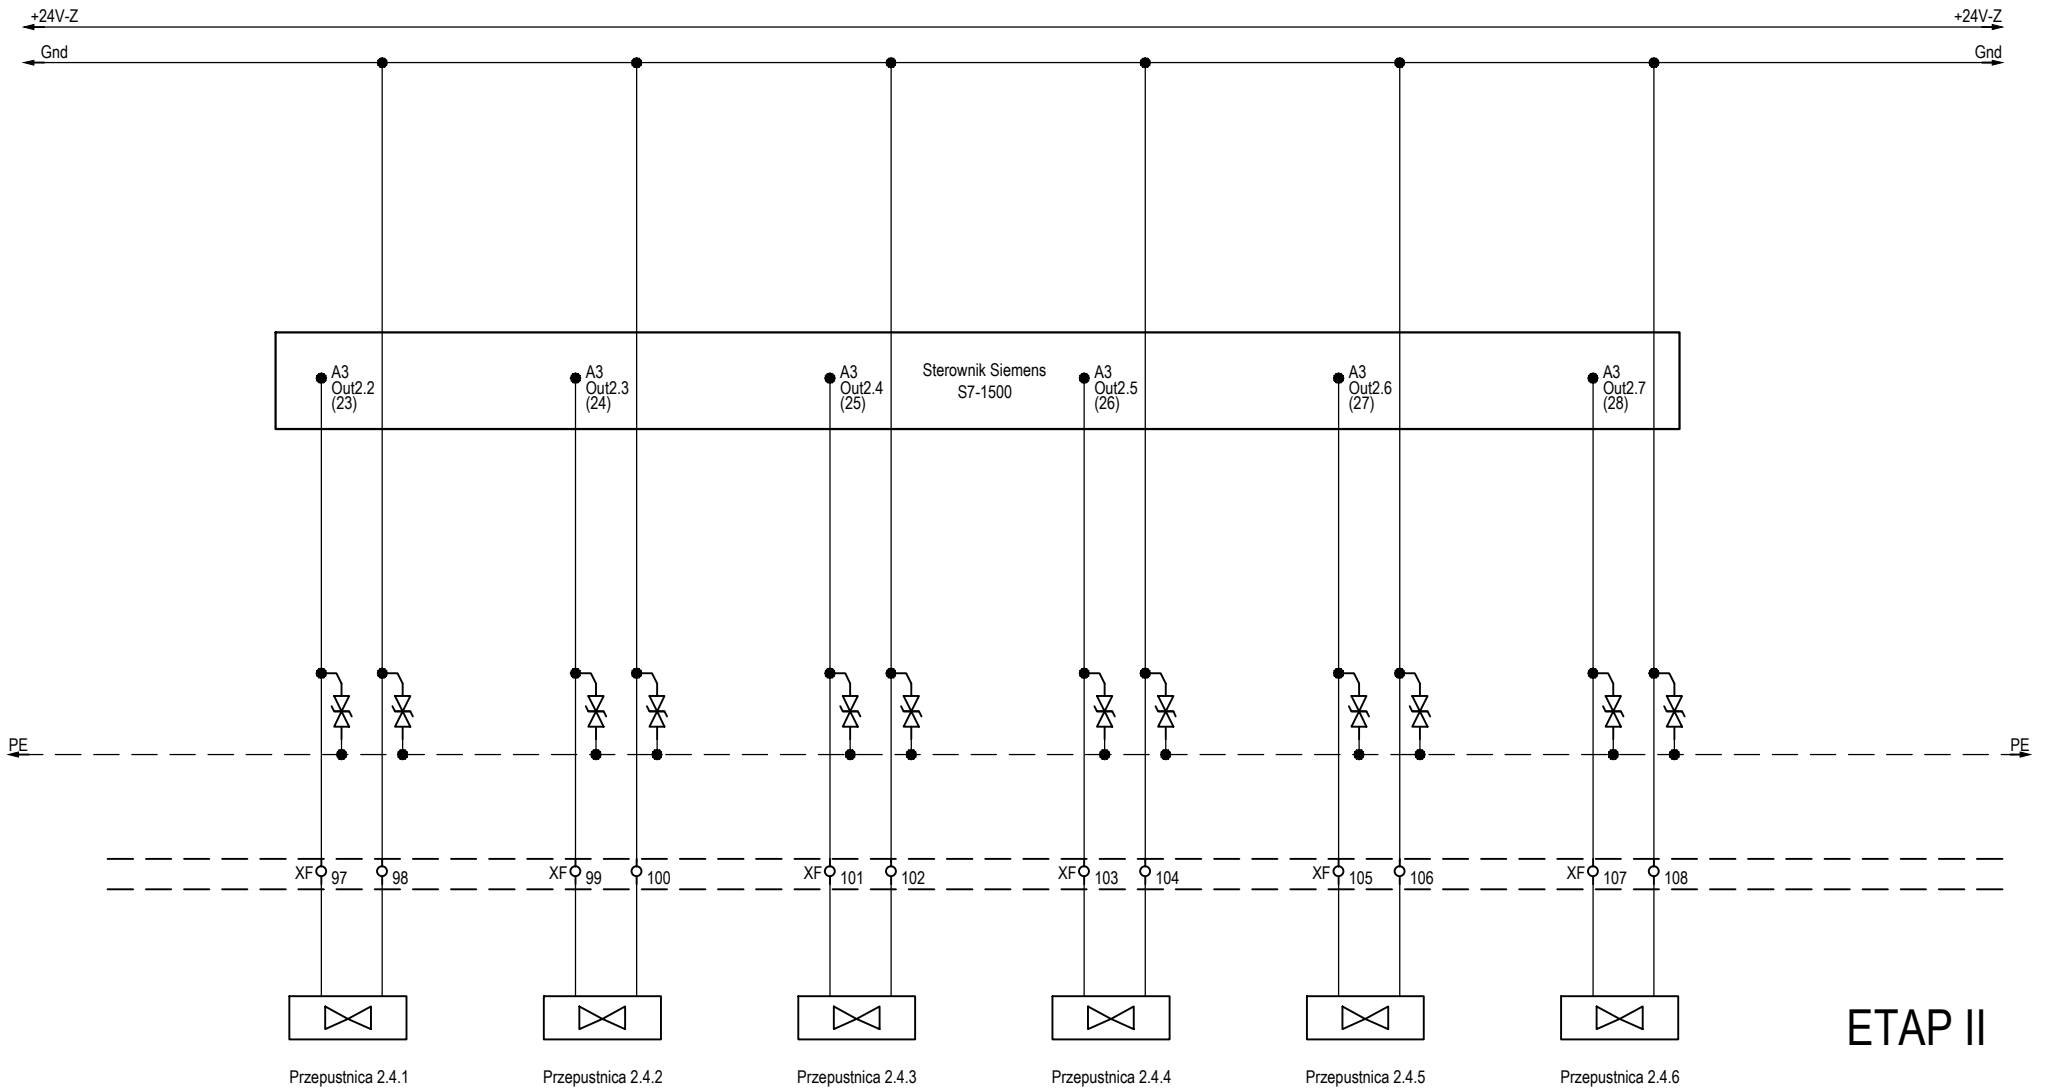 +24V-Z +24V-Z
Gnd Gnd
A3 A3 A3 Sterownik Siemens A3 A3 A3
Out2.2 Out2.3 Out2.4 S7-1500 Out2.5 Out2.6 Out2.7
(23) (24) (25) (26) (27) (28)
PE PE
XF 97 98 XF 99 100 XF 101 102 XF 103 104 XF 105 106 XF 107 108
ETAP II
Przepustnica 2.4.1 Przepustnica 2.4.2 Przepustnica 2.4.3 Przepustnica 2.4.4 Przepustnica 2.4.5 Przepustnica 2.4.6